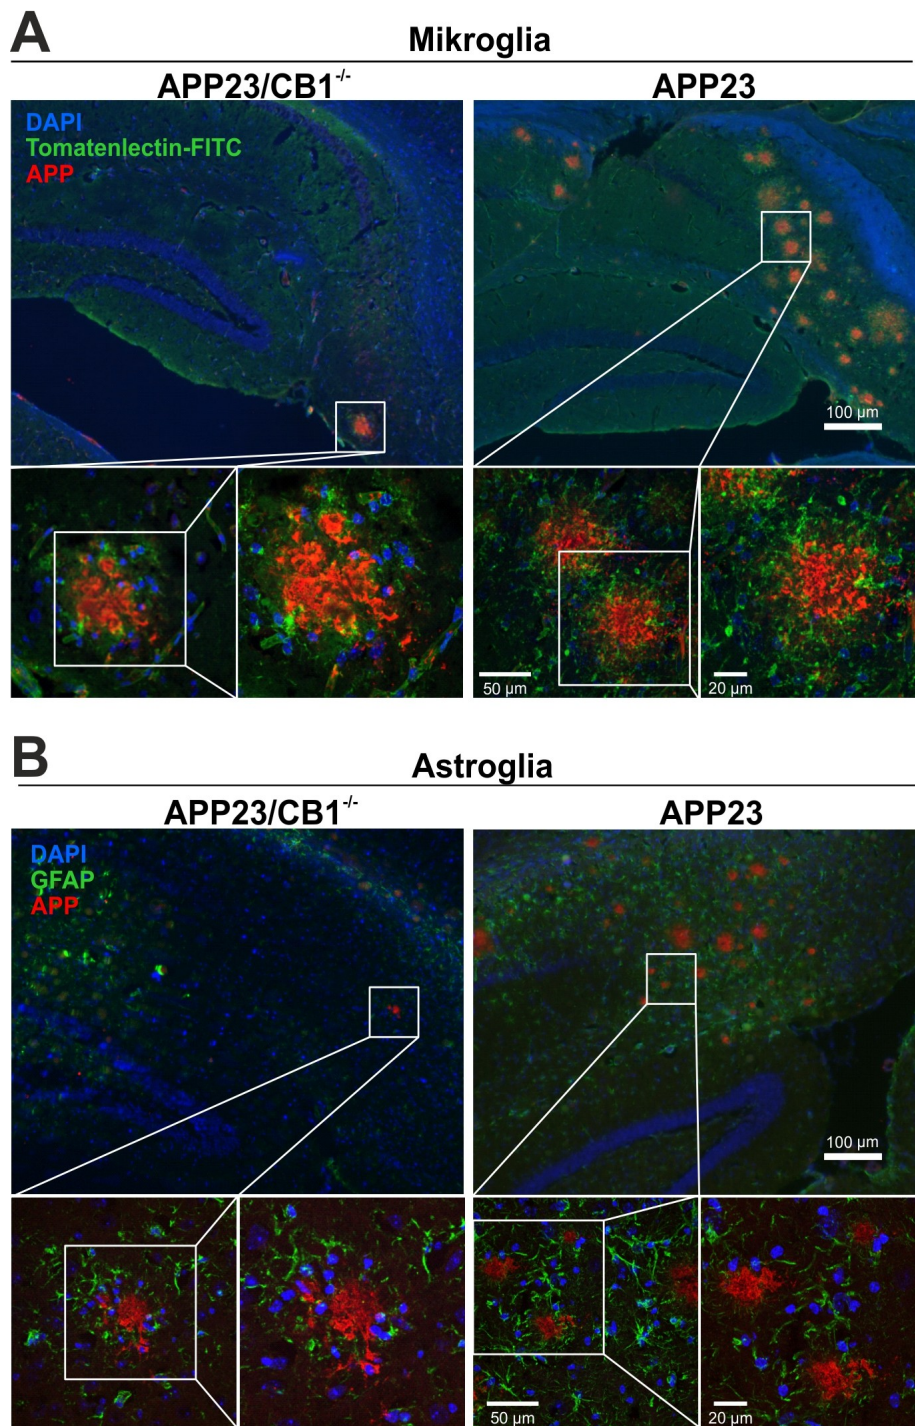 A
Mikroglia
APP23/CB1-/-
APP23
DAPI
Tomatenlectin-FITC
APP
100 µm
50 µm
20 µm
B
Astroglia
APP23/CB1-/-
APP23
DAPI
GFAP
APP
100 µm
50 µm
20 µm